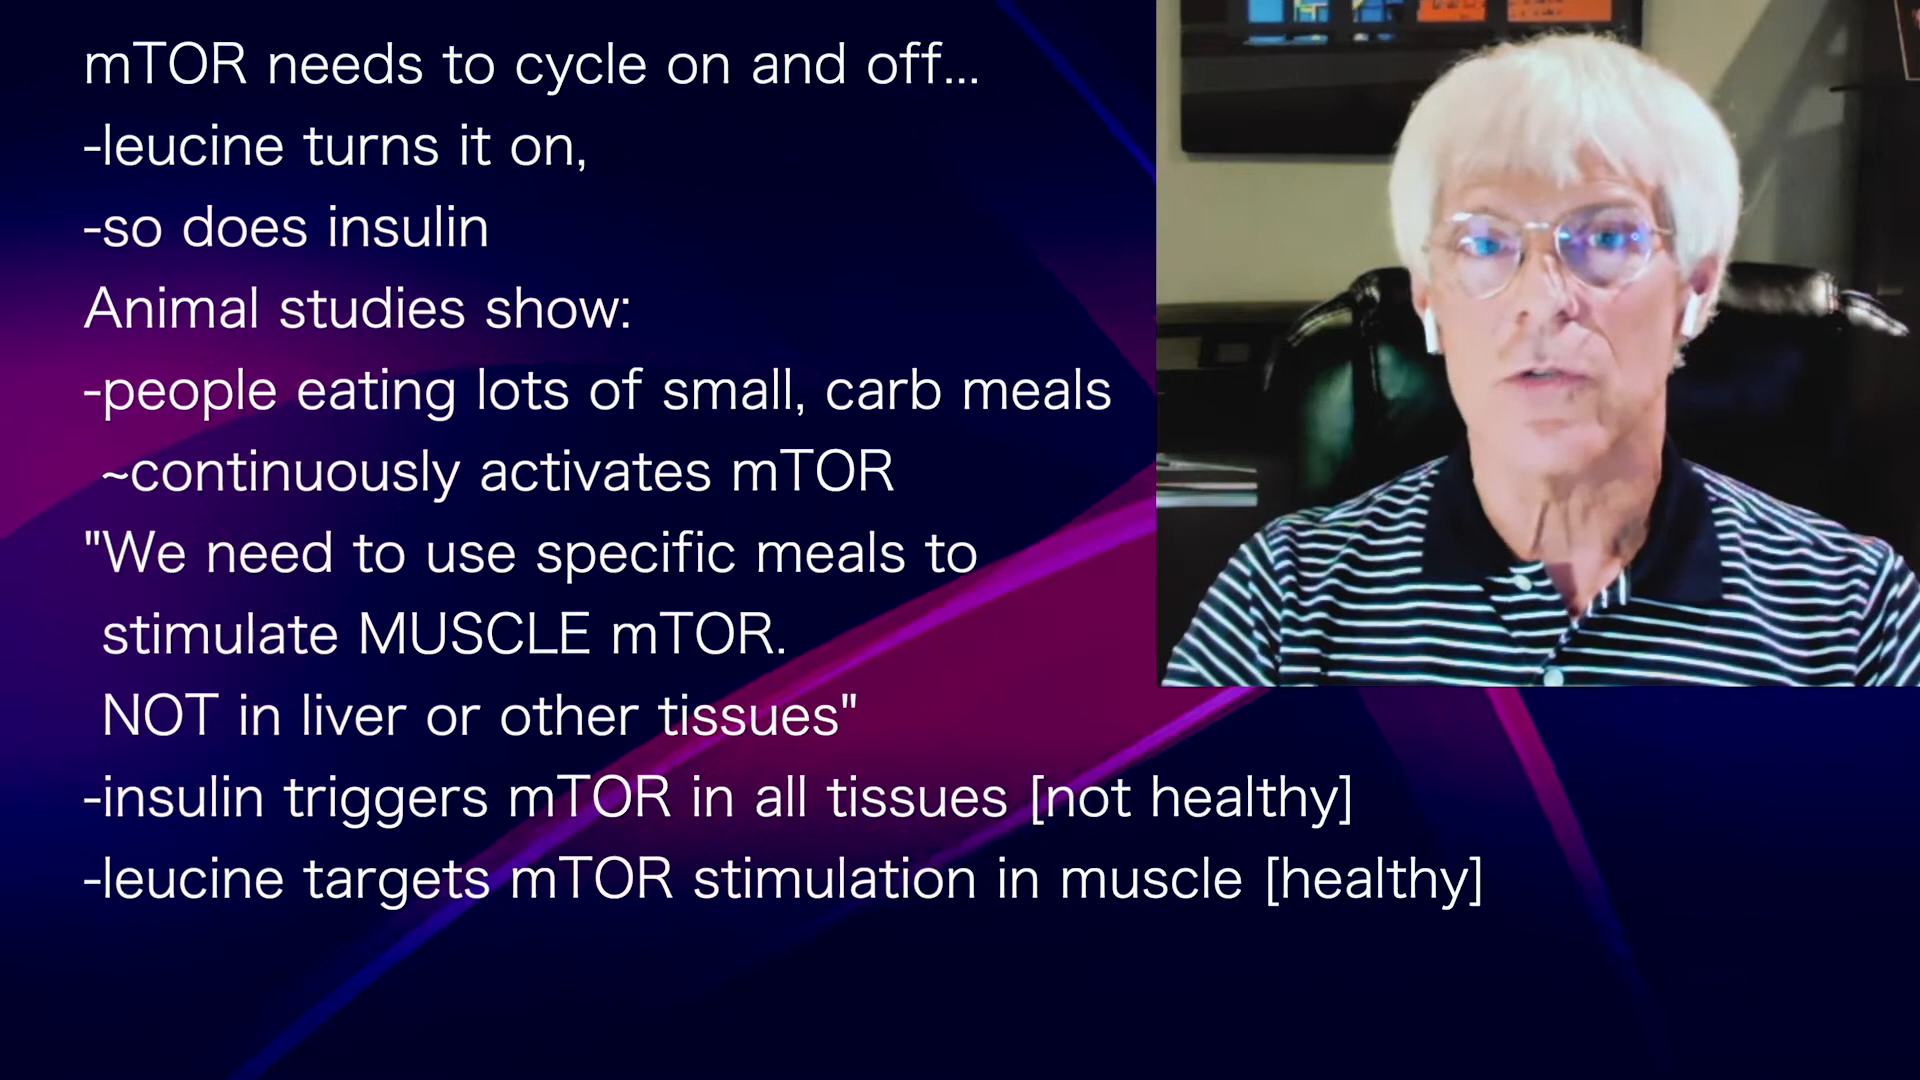 mTOR needs to cycle on and off...
-leucine turns it on,
-so does insulin
Animal studies show:
-people eating lots of small, carb meals
~continuously activates mTOR
"We need to use specific meals to
stimulate MUSCLE mTOR.
NOT in liver or other tissues"
-insulin triggers mTOR in all tissues [not healthy]
-leucine targets mTOR stimulation in muscle [healthy]